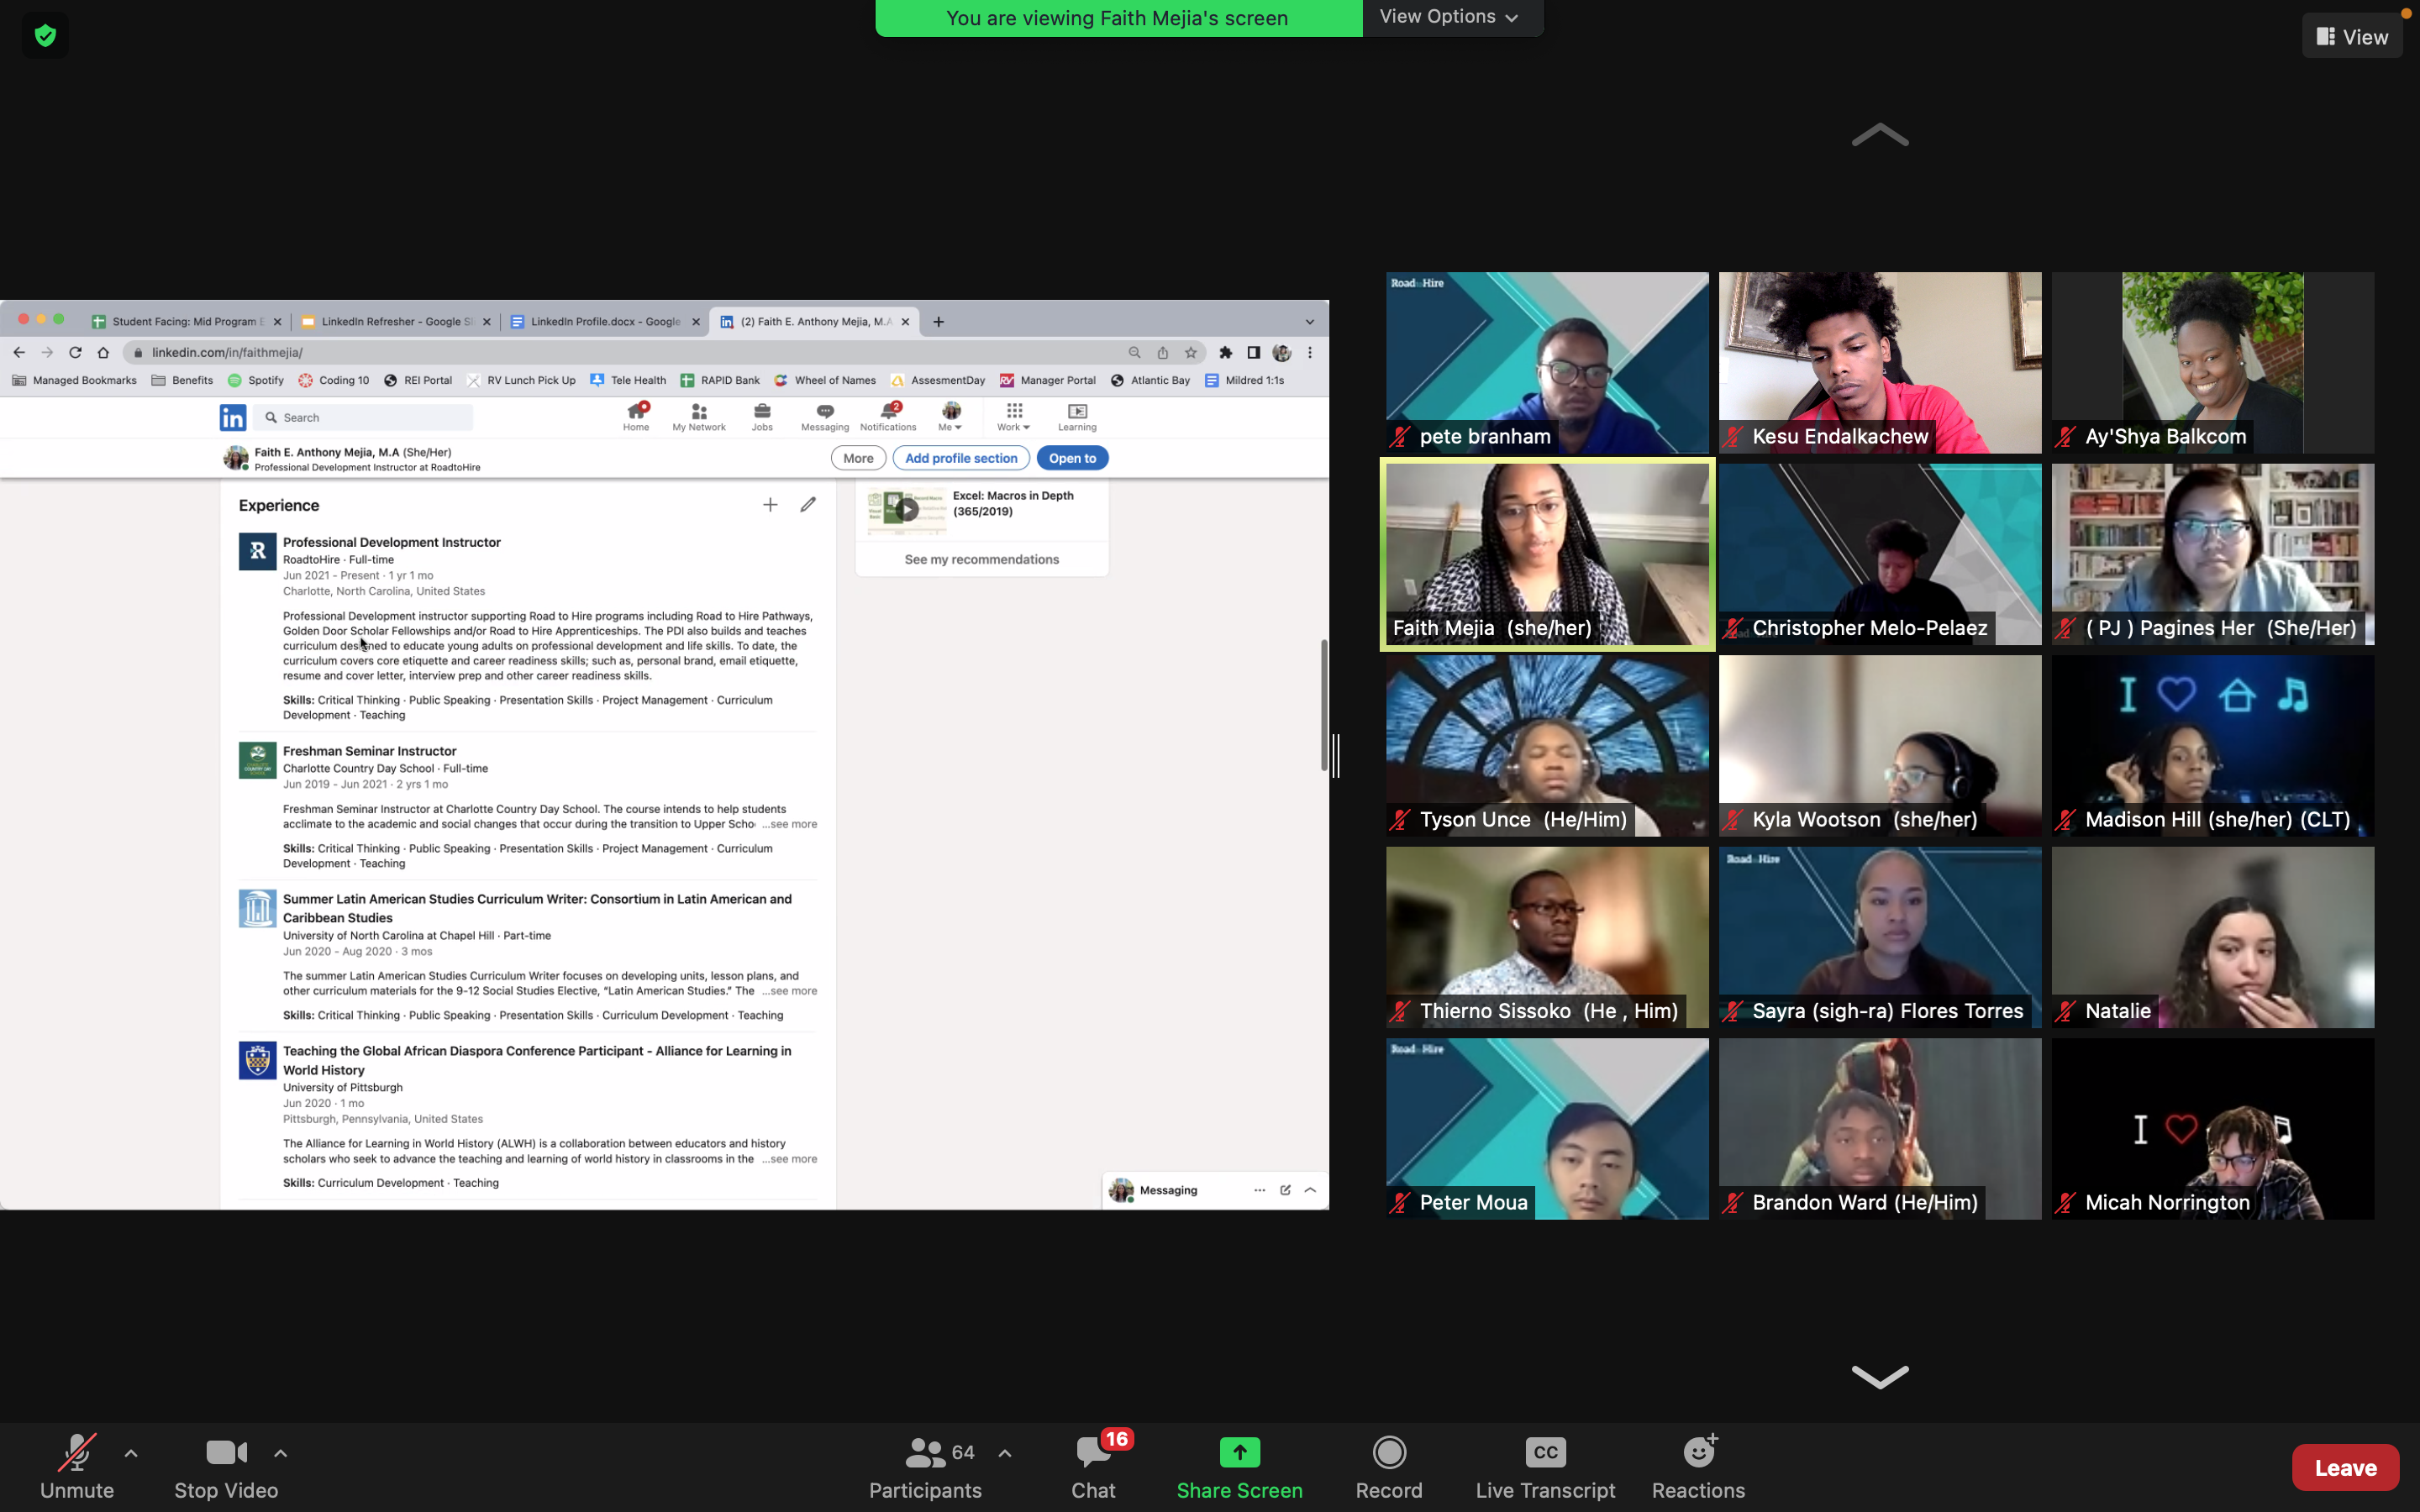 You are viewing Faith Mejia's screen
View Options
View
Student Facing: Mid Program E
LinkedIn Refresher - Google Sl
LinkedIn Profile.docx - Google
(2) Faith E. Anthony Mejia, M.A
linkedin.com/in/faithmejia/
Managed Bookmarks
Benefits
Spotify
Coding 10
REI Portal
RV Lunch Pick Up
Tele Health
RAPID Bank
Wheel of Names
AssesmentDay
Manager Portal
Atlantic Bay
Mildred 1:1s
in
Search
Home
My Network
Jobs
Messaging
2
Notifications
Me
Work
Learning
Faith E. Anthony Mejia, M.A (She/Her)
Professional Development Instructor at RoadtoHire
More
Add profile section
Open to
Experience
R
Professional Development Instructor
RoadtoHire · Full-time
Jun 2021 - Present · 1 yr 1 mo
Charlotte, North Carolina, United States
Professional Development instructor supporting Road to Hire programs including Road to Hire Pathways,
Golden Door Scholar Fellowships and/or Road to Hire Apprenticeships. The PDI also builds and teaches
curriculum designed to educate young adults on professional development and life skills. To date, the
curriculum covers core etiquette and career readiness skills; such as, personal brand, email etiquette,
resume and cover letter, interview prep and other career readiness skills.
Skills: Critical Thinking · Public Speaking · Presentation Skills · Project Management · Curriculum
Development · Teaching
Freshman Seminar Instructor
Charlotte Country Day School · Full-time
Jun 2019 - Jun 2021 · 2 yrs 1 mo
Freshman Seminar Instructor at Charlotte Country Day School. The course intends to help students
acclimate to the academic and social changes that occur during the transition to Upper Scho ...see more
Skills: Critical Thinking · Public Speaking · Presentation Skills · Project Management · Curriculum
Development · Teaching
Summer Latin American Studies Curriculum Writer: Consortium in Latin American and
Caribbean Studies
University of North Carolina at Chapel Hill · Part-time
Jun 2020 - Aug 2020 · 3 mos
The summer Latin American Studies Curriculum Writer focuses on developing units, lesson plans, and
other curriculum materials for the 9-12 Social Studies Elective, “Latin American Studies.” The ...see more
Skills: Critical Thinking · Public Speaking · Presentation Skills · Curriculum Development · Teaching
Teaching the Global African Diaspora Conference Participant - Alliance for Learning in
World History
University of Pittsburgh
Jun 2020 · 1 mo
Pittsburgh, Pennsylvania, United States
The Alliance for Learning in World History (ALWH) is a collaboration between educators and history
scholars who seek to advance the teaching and learning of world history in classrooms in the ...see more
Skills: Curriculum Development · Teaching
Excel: Macros in Depth
(365/2019)
See my recommendations
Messaging
Road Hire
pete branham
Kesu Endalkachew
Ay'Shya Balkcom
Faith Mejia (she/her)
Christopher Melo-Pelaez
( PJ ) Pagines Her (She/Her)
Tyson Unce (He/Him)
Kyla Wootson (she/her)
I
Madison Hill (she/her) (CLT)
Thierno Sissoko (He , Him)
Road Hire
Sayra (sigh-ra) Flores Torres
Natalie
Road Hire
Peter Moua
Brandon Ward (He/Him)
I
Micah Norrington
Unmute
Stop Video
64
Participants
16
Chat
Share Screen
Record
CC
Live Transcript
Reactions
Leave